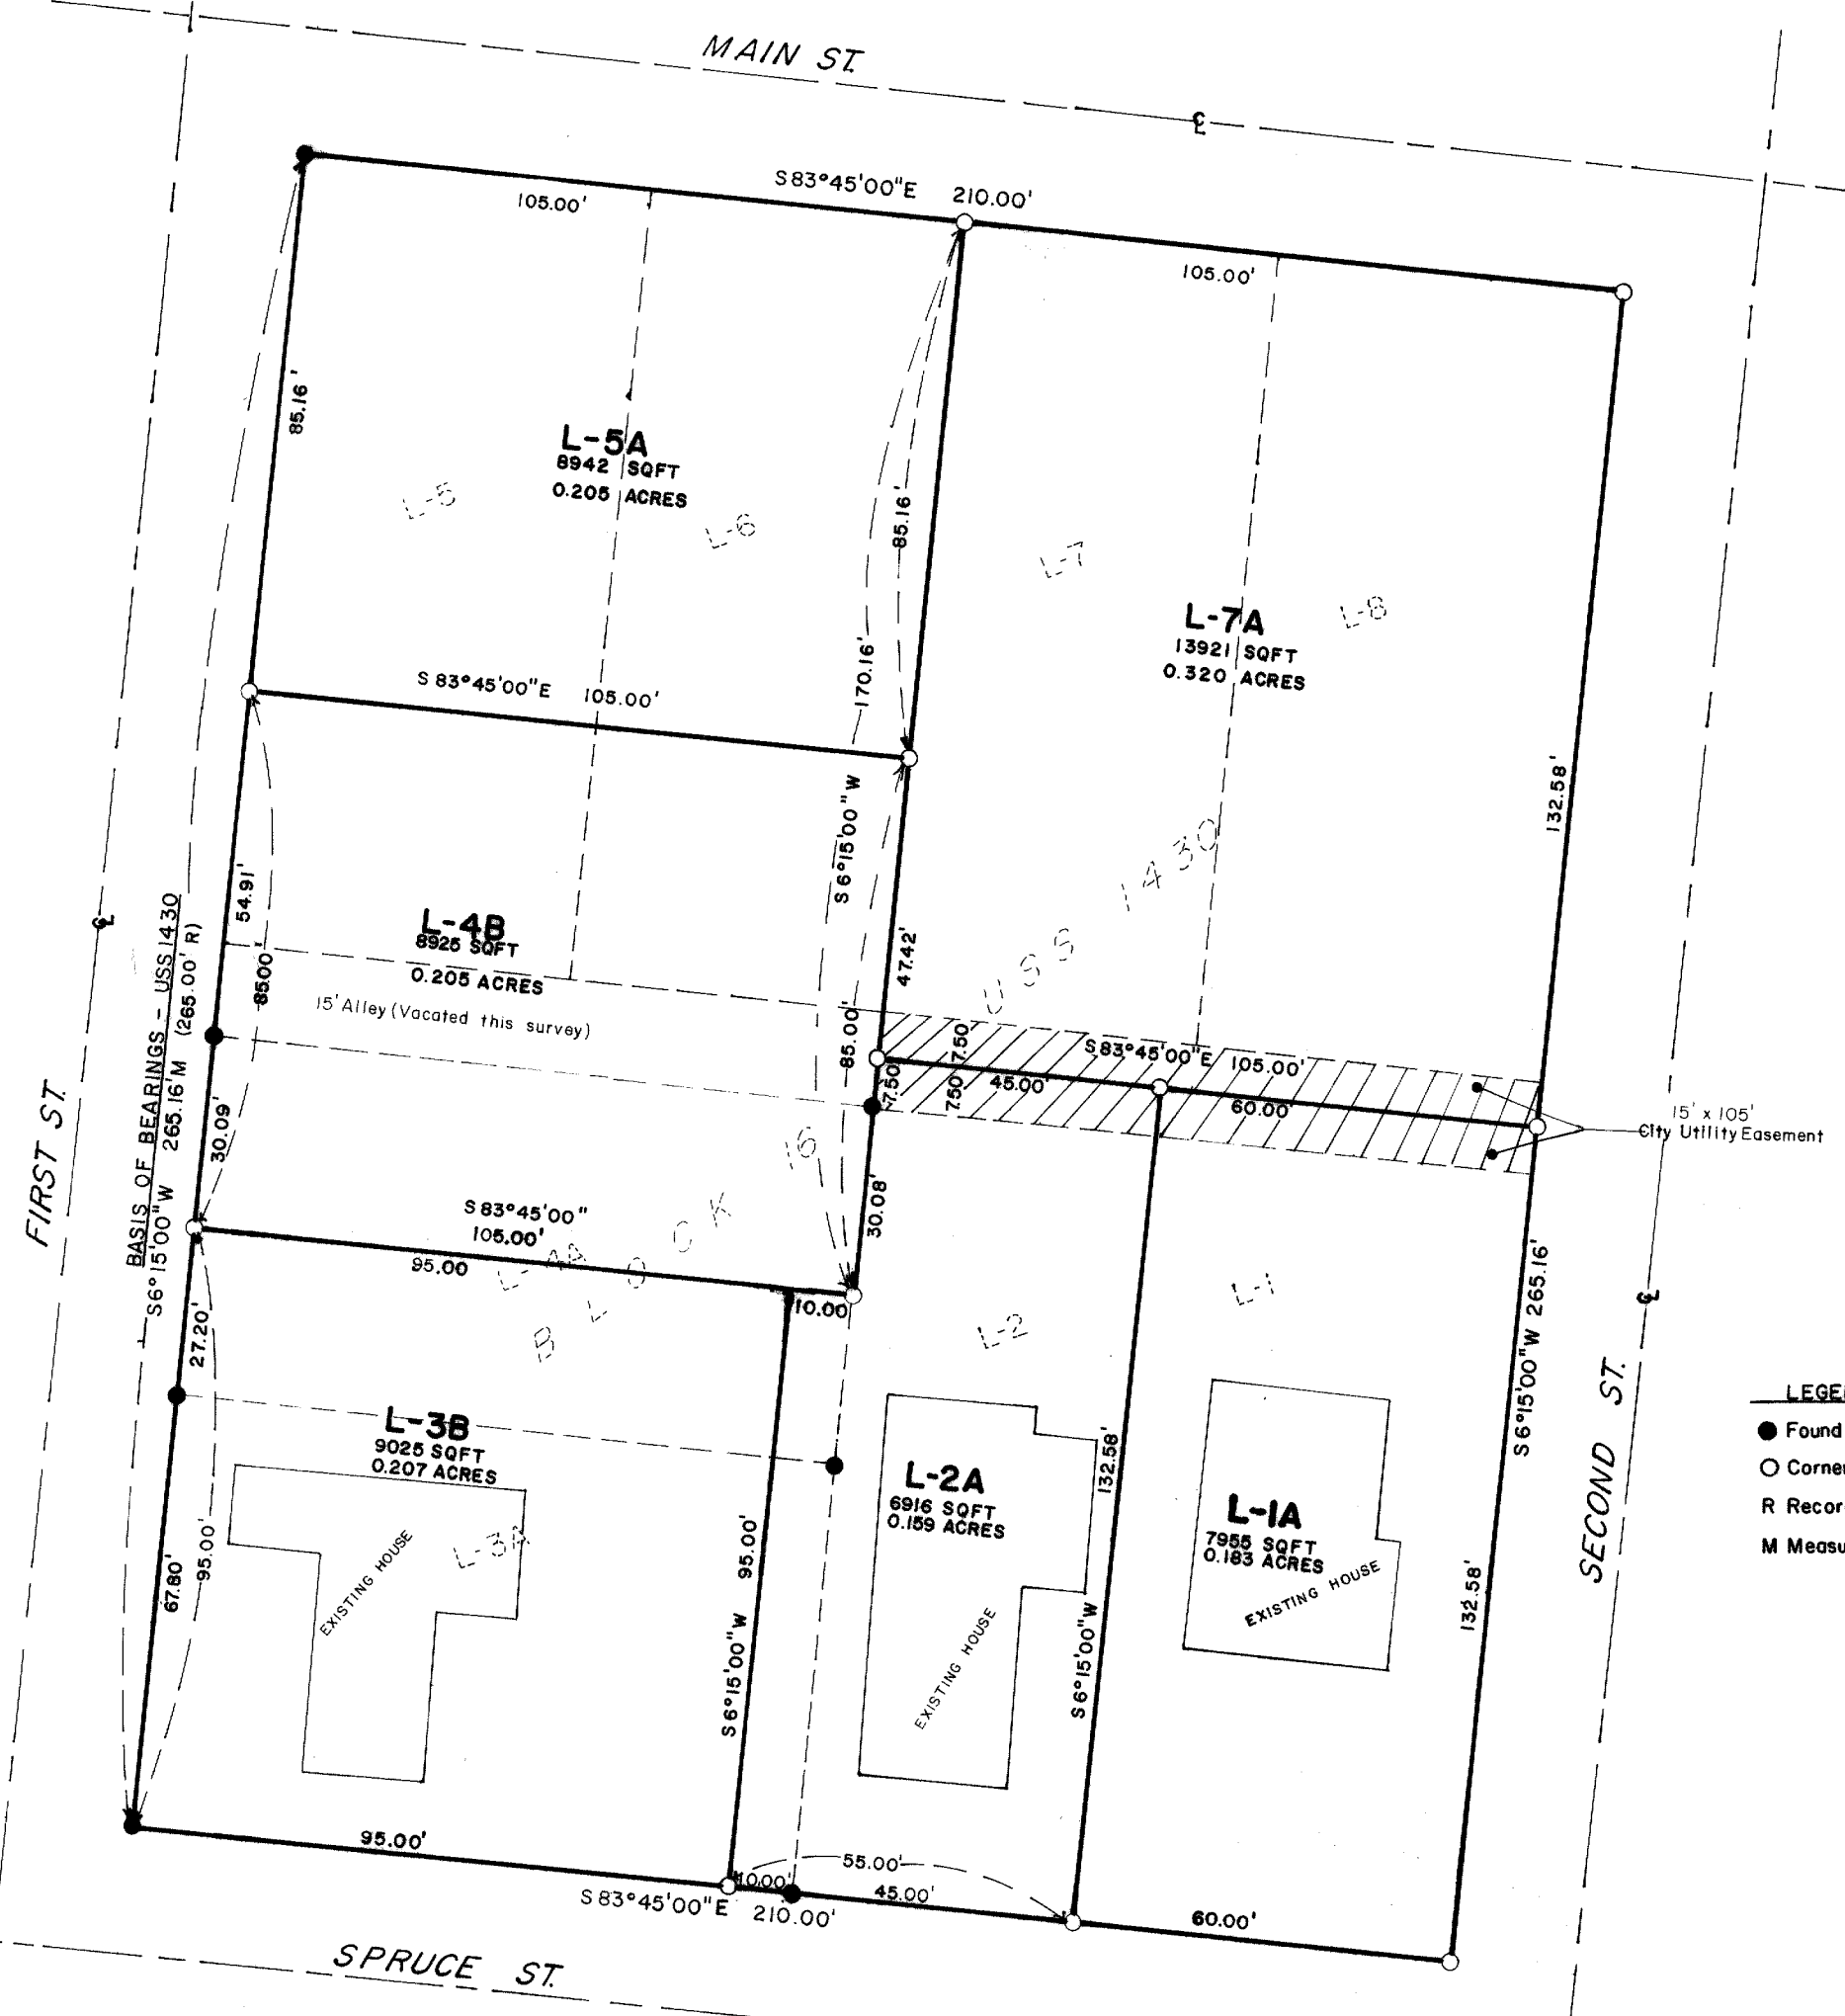 MAIN ST.
℄
S 83°45'00"E 210.00'
105.00'
105.00'
85.16'
L-5A
8942 SQFT
0.205 ACRES
L-5
L-6
85.16'
170.16'
S 6°15'00"W
L-7
L-8
L-7A
13921 SQFT
0.320 ACRES
132.58'
S 83°45'00"E 105.00'
54.91'
85.00'
L-4B
8925 SQFT
0.205 ACRES
15' Alley (Vacated this survey)
47.42'
85.00'
USS 1430
℄
BASIS OF BEARINGS - USS 1430
S6°15'00"W 265.16'M (265.00' R)
FIRST ST.
30.09'
7.50'
7.50
7.50'
S83°45'00"E 105.00'
45.00'
60.00'
15' x 105'
City Utility Easement
30.08'
S 83°45'00"
105.00'
95.00
10.00'
L-4A
BLOCK 16
27.20'
L-3B
9025 SQFT
0.207 ACRES
L-3A
EXISTING HOUSE
67.80'
95.00'
95.00'
S6°15'00"W
L-2
L-2A
6916 SQFT
0.159 ACRES
EXISTING HOUSE
132.58'
S6°15'00"W
L-1
L-1A
7955 SQFT
0.183 ACRES
EXISTING HOUSE
S 6°15'00"W 265.16'
132.58'
℄
SECOND ST.
LEGE
Found
Corne
R Recor
M Measu
95.00'
10.00'
55.00'
45.00'
S 83°45'00"E 210.00'
60.00'
SPRUCE ST.